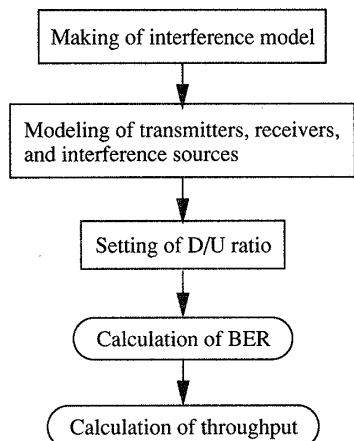 Making of interference model
Modeling of transmitters, receivers,
and interference sources
Setting of D/U ratio
Calculation of BER
Calculation of throughput